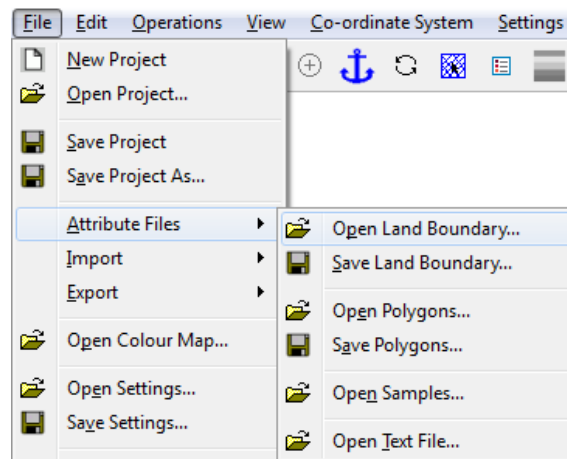 File Edit Operations View Co-ordinate System Settings
New Project
Open Project...
Save Project
Save Project As...
Attribute Files
Import
Export
Open Colour Map...
Open Settings...
Save Settings...
Open Land Boundary...
Save Land Boundary...
Open Polygons...
Save Polygons...
Open Samples...
Open Text File...